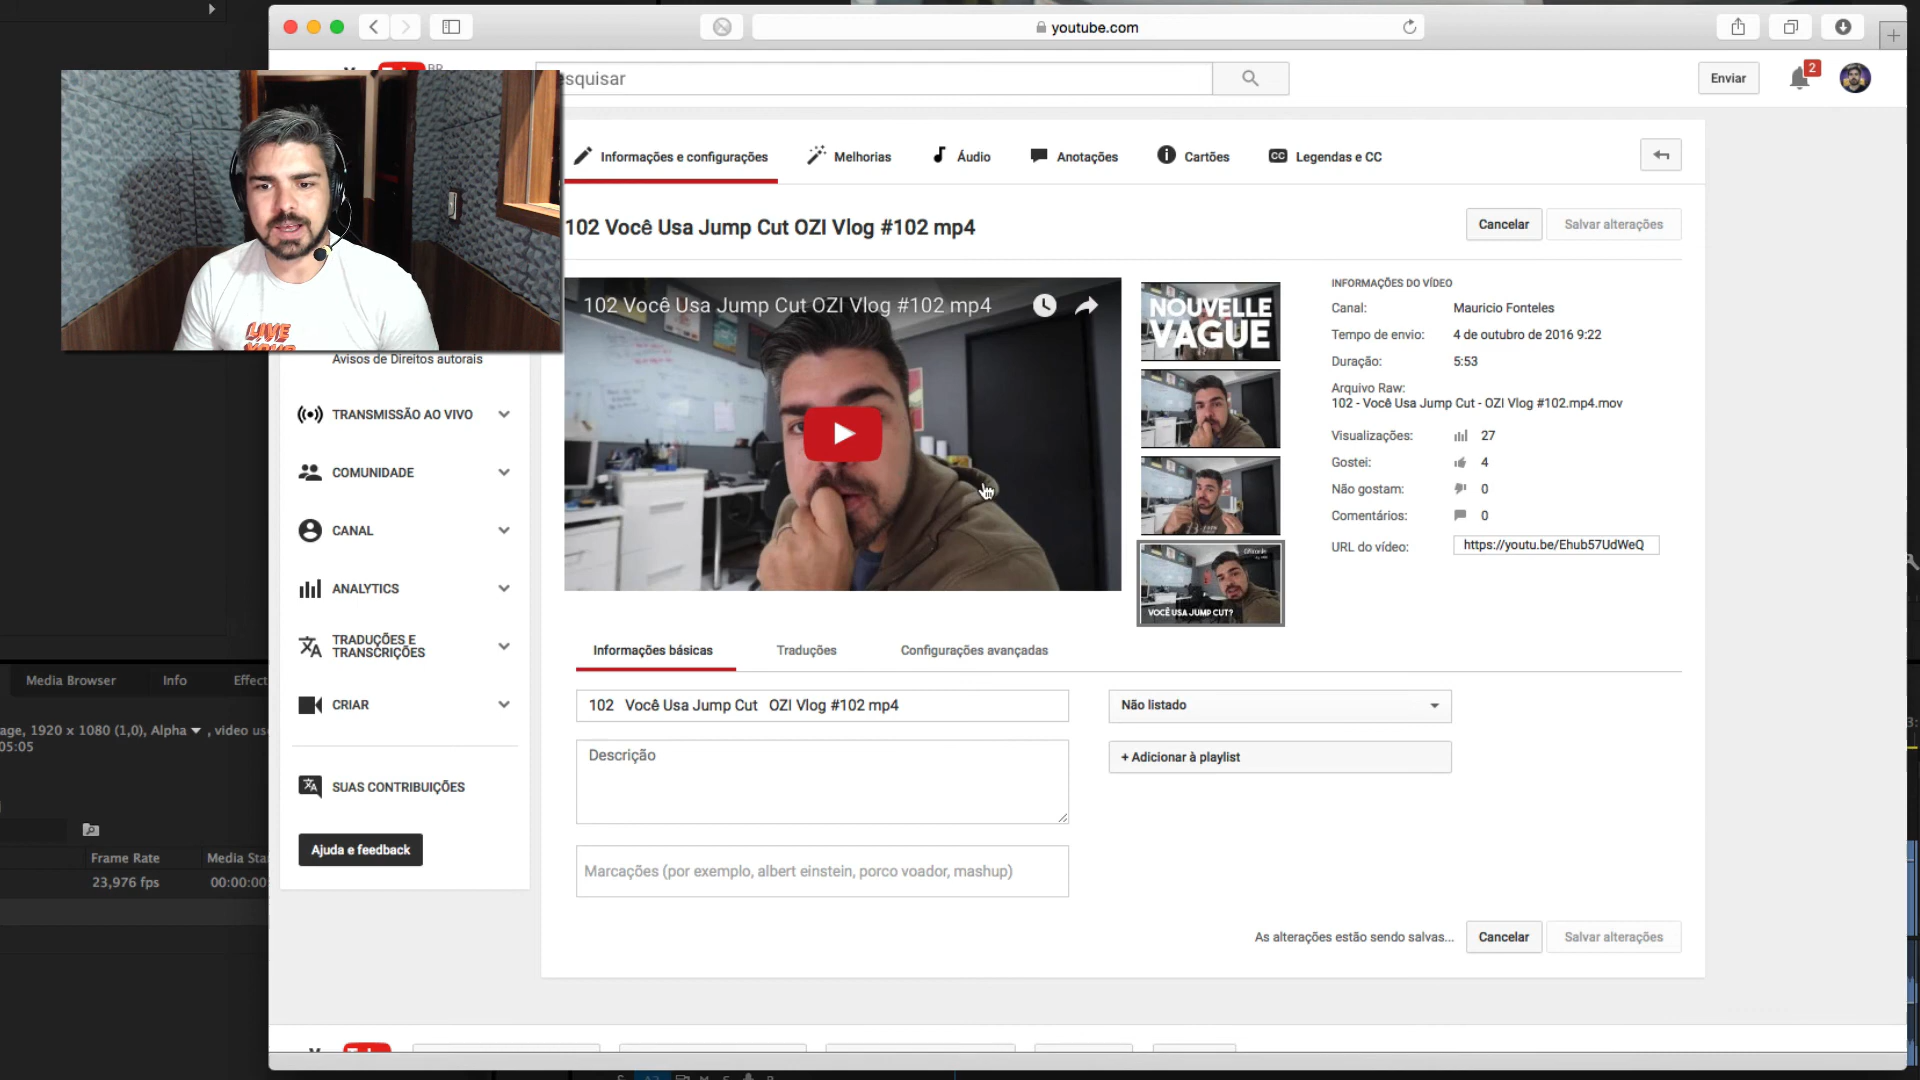 youtube.com
BR
esquisar
Enviar
2
Informações e configurações
Melhorias
Áudio
Anotações
Cartões
CC
Legendas e CC
102 Você Usa Jump Cut OZI Vlog #102 mp4
Cancelar
Salvar alterações
102 Você Usa Jump Cut OZI Vlog #102 mp4
NOUVELLE
VAGUE
VOCÊ USA JUMP CUT?
INFORMAÇÕES DO VÍDEO
Canal: Mauricio Fonteles
Tempo de envio: 4 de outubro de 2016 9:22
Duração: 5:53
Arquivo Raw:
102 - Você Usa Jump Cut - OZI Vlog #102.mp4.mov
Visualizações: 27
Gostei: 4
Não gostam: 0
Comentários: 0
URL do vídeo: https://youtu.be/Ehub57UdWeQ
LIVE
Avisos de Direitos autorais
TRANSMISSÃO AO VIVO
COMUNIDADE
CANAL
ANALYTICS
TRADUÇÕES E
TRANSCRIÇÕES
CRIAR
SUAS CONTRIBUIÇÕES
Ajuda e feedback
Informações básicas
Traduções
Configurações avançadas
102 Você Usa Jump Cut OZI Vlog #102 mp4
Não listado
Descrição
+ Adicionar à playlist
Marcações (por exemplo, albert einstein, porco voador, mashup)
As alterações estão sendo salvas...
Cancelar
Salvar alterações
Media Browser
Info
Effect
age, 1920 x 1080 (1,0), Alpha , video us
05:05
Frame Rate
Media Sta
23,976 fps
00:00:00